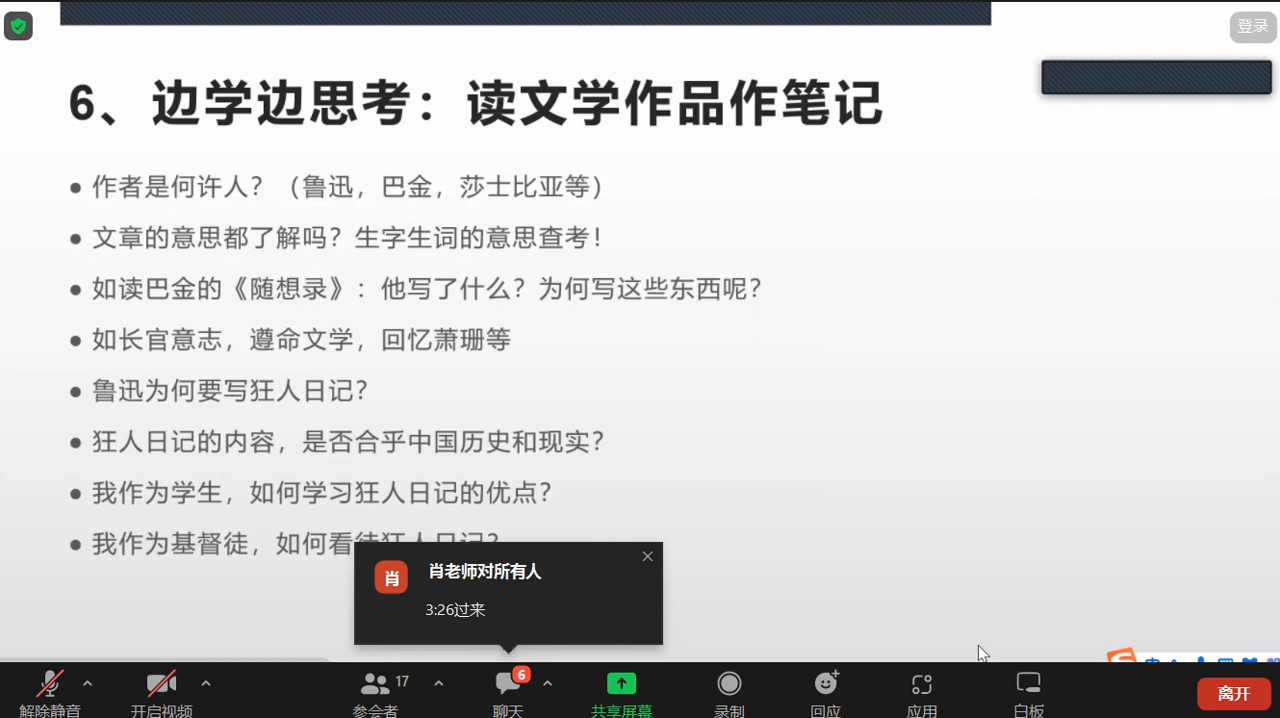 登录
6、边学边思考：读文学作品作笔记
作者是何许人？（鲁迅，巴金，莎士比亚等）
文章的意思都了解吗？生字生词的意思查考！
如读巴金的《随想录》：他写了什么？为何写这些东西呢？
如长官意志，遵命文学，回忆萧珊等
鲁迅为何要写狂人日记？
狂人日记的内容，是否合乎中国历史和现实？
我作为学生，如何学习狂人日记的优点？
我作为基督徒，如何看待狂人日记？
肖
肖老师对所有人
3:26过来
17
6
解除静音
开启视频
参会者
聊天
共享屏幕
录制
回应
应用
白板
离开